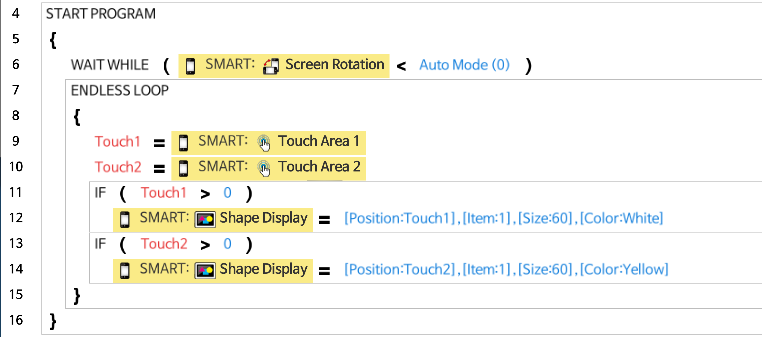 4 START PROGRAM
5 {
6 WAIT WHILE ( SMART: Screen Rotation < Auto Mode (0) )
7 ENDLESS LOOP
8 {
9 Touch1 = SMART: Touch Area 1
10 Touch2 = SMART: Touch Area 2
11 IF ( Touch1 > 0 )
12 SMART: Shape Display = [Position:Touch1],[Item:1],[Size:60],[Color:White]
13 IF ( Touch2 > 0 )
14 SMART: Shape Display = [Position:Touch2],[Item:1],[Size:60],[Color:Yellow]
15 }
16 }